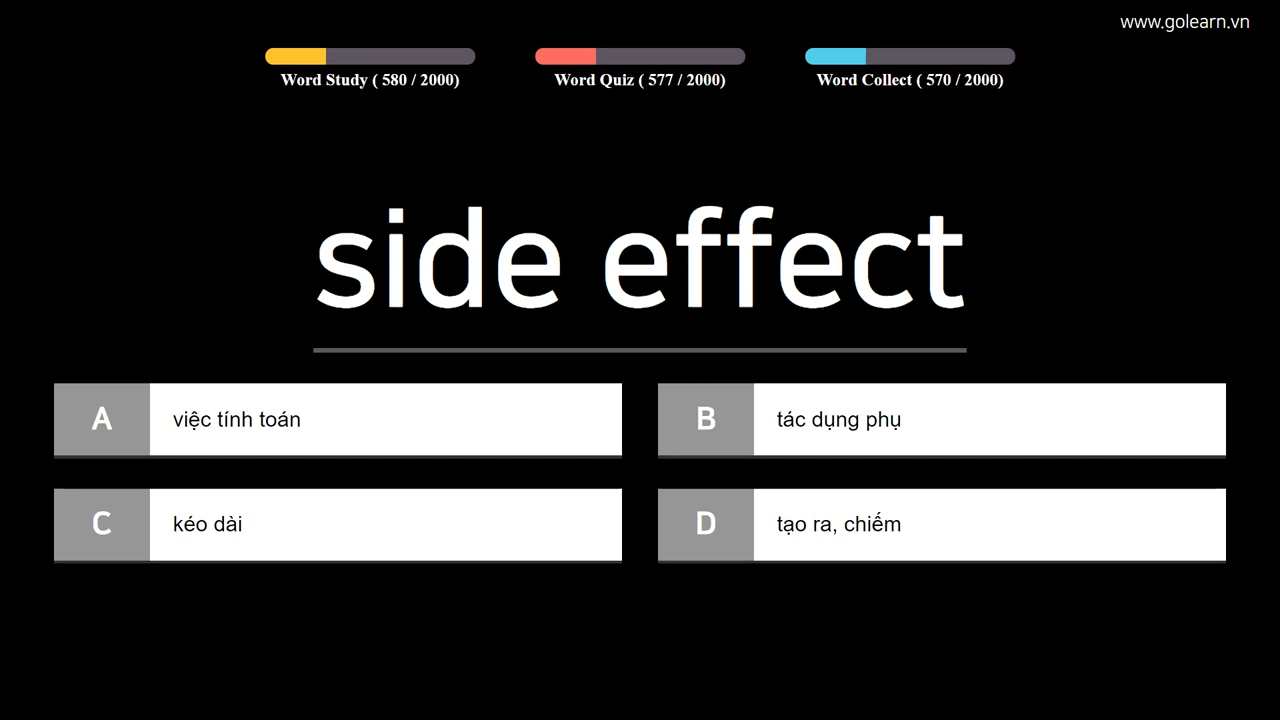 www.golearn.vn
Word Study ( 580 / 2000)
Word Quiz ( 577 / 2000)
Word Collect ( 570 / 2000)
side effect
A việc tính toán
B tác dụng phụ
C kéo dài
D tạo ra, chiếm